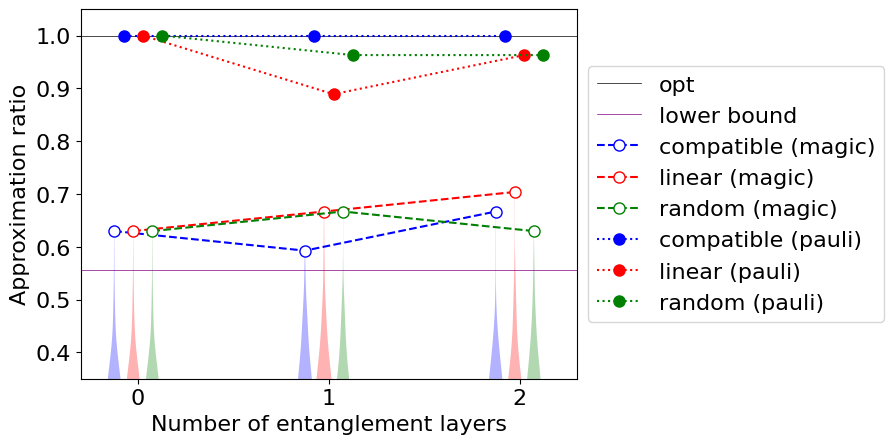 1.0
0.9
0.8
0.7
0.6
0.5
0.4
Approximation ratio
0 1 2
Number of entanglement layers
opt
lower bound
compatible (magic)
linear (magic)
random (magic)
compatible (pauli)
linear (pauli)
random (pauli)